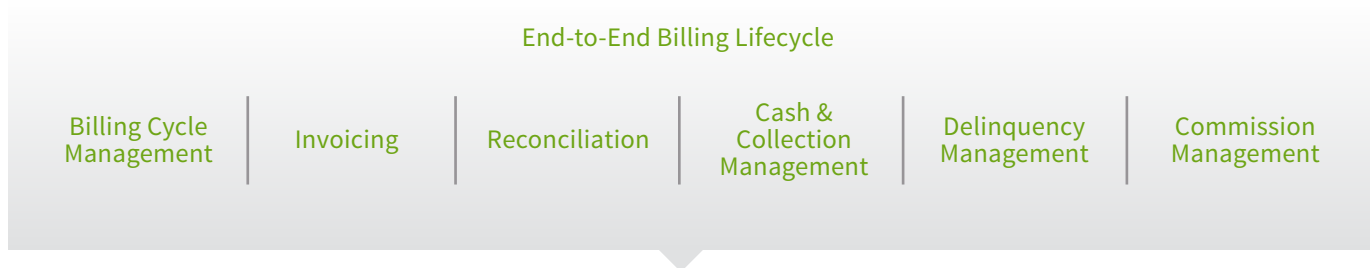 End-to-End Billing Lifecycle
Billing Cycle
Management
Invoicing
Reconciliation
Cash &
Collection
Management
Delinquency
Management
Commission
Management